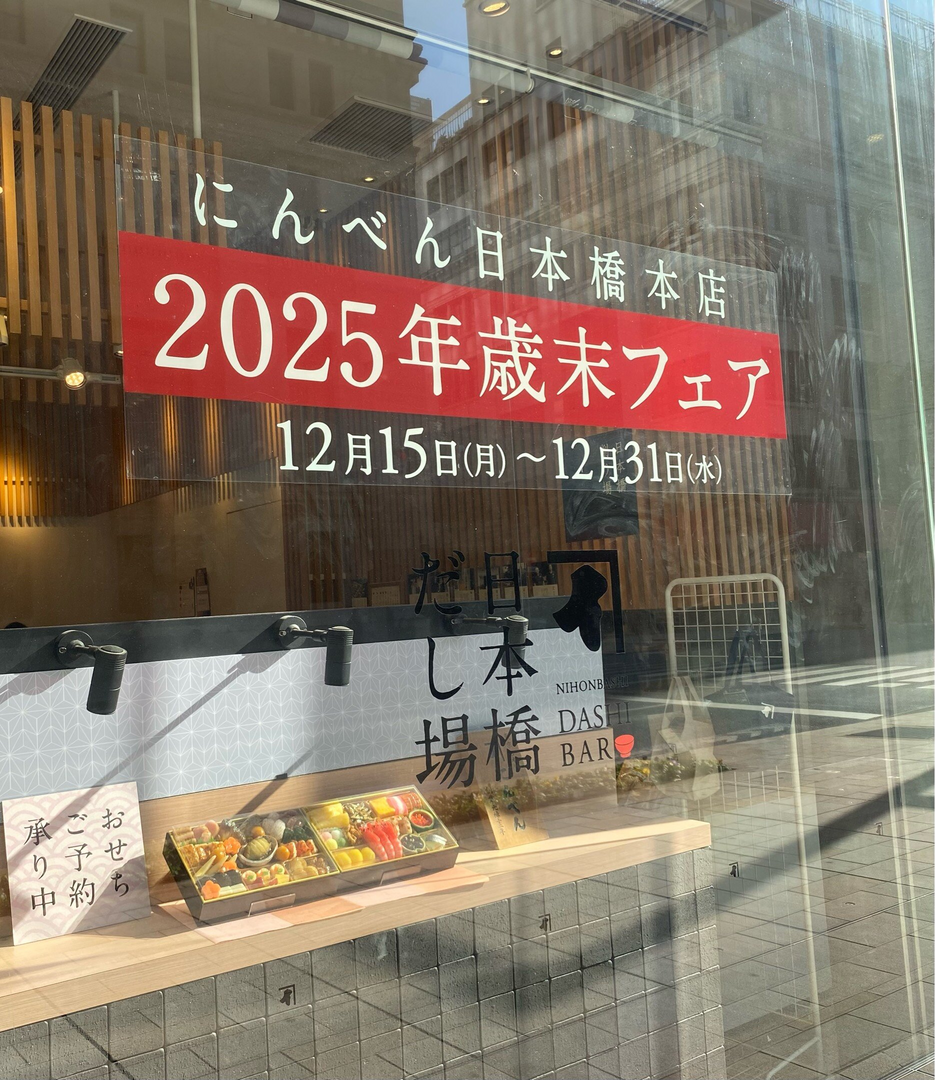 にんべん日本橋本店
2025年歳末フェア
12月15日(月)～12月31日(水)
日本橋
だし場
NIHONBASHI
DASHI
BAR
おせち
ご予約
承り中